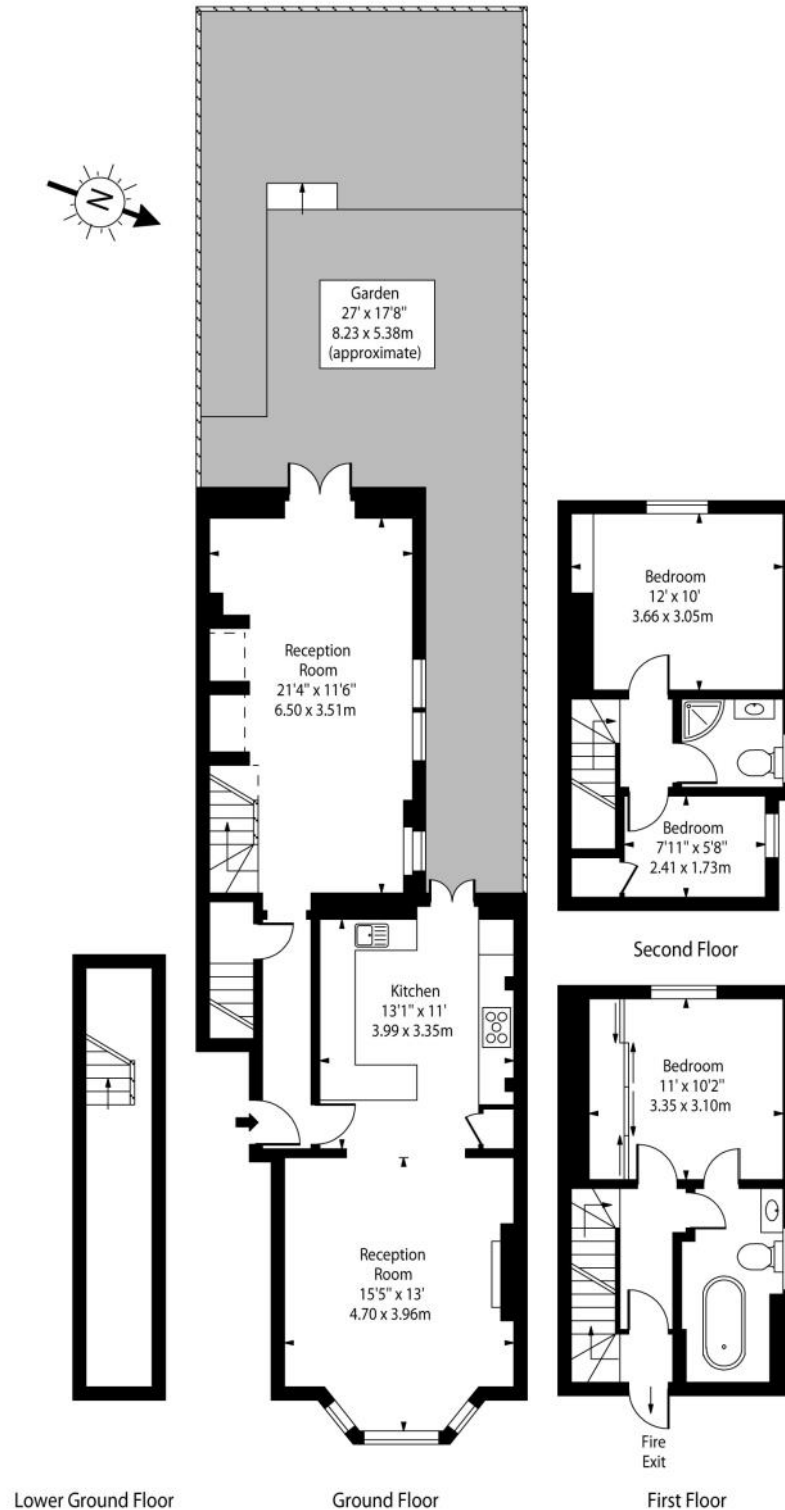 N
Garden
27' x 17'8"
8.23 x 5.38m
(approximate)
Reception
Room
21'4" x 11'6"
6.50 x 3.51m
Kitchen
13'1" x 11'
3.99 x 3.35m
Reception
Room
15'5" x 13'
4.70 x 3.96m
Bedroom
12' x 10'
3.66 x 3.05m
Bedroom
7'11" x 5'8"
2.41 x 1.73m
Second Floor
Bedroom
11' x 10'2"
3.35 x 3.10m
Fire
Exit
Lower Ground Floor
Ground Floor
First Floor